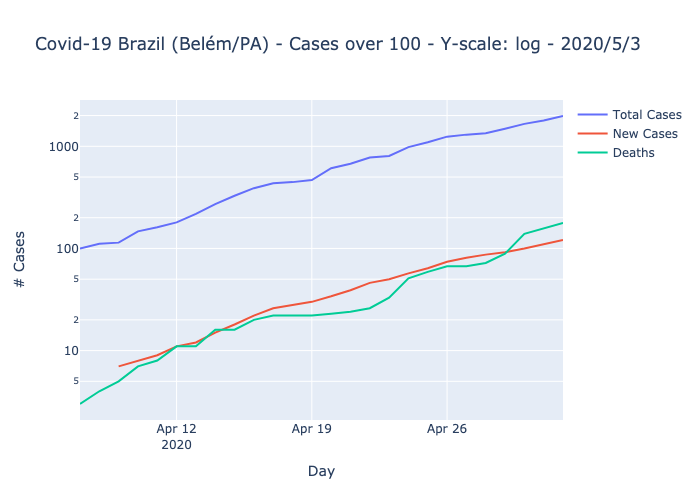 Covid-19 Brazil (Belém/PA) - Cases over 100 - Y-scale: log - 2020/5/3
Total Cases
New Cases
Deaths
2
1000
5
2
100
5
2
10
5
# Cases
Apr 12
2020
Apr 19
Apr 26
Day